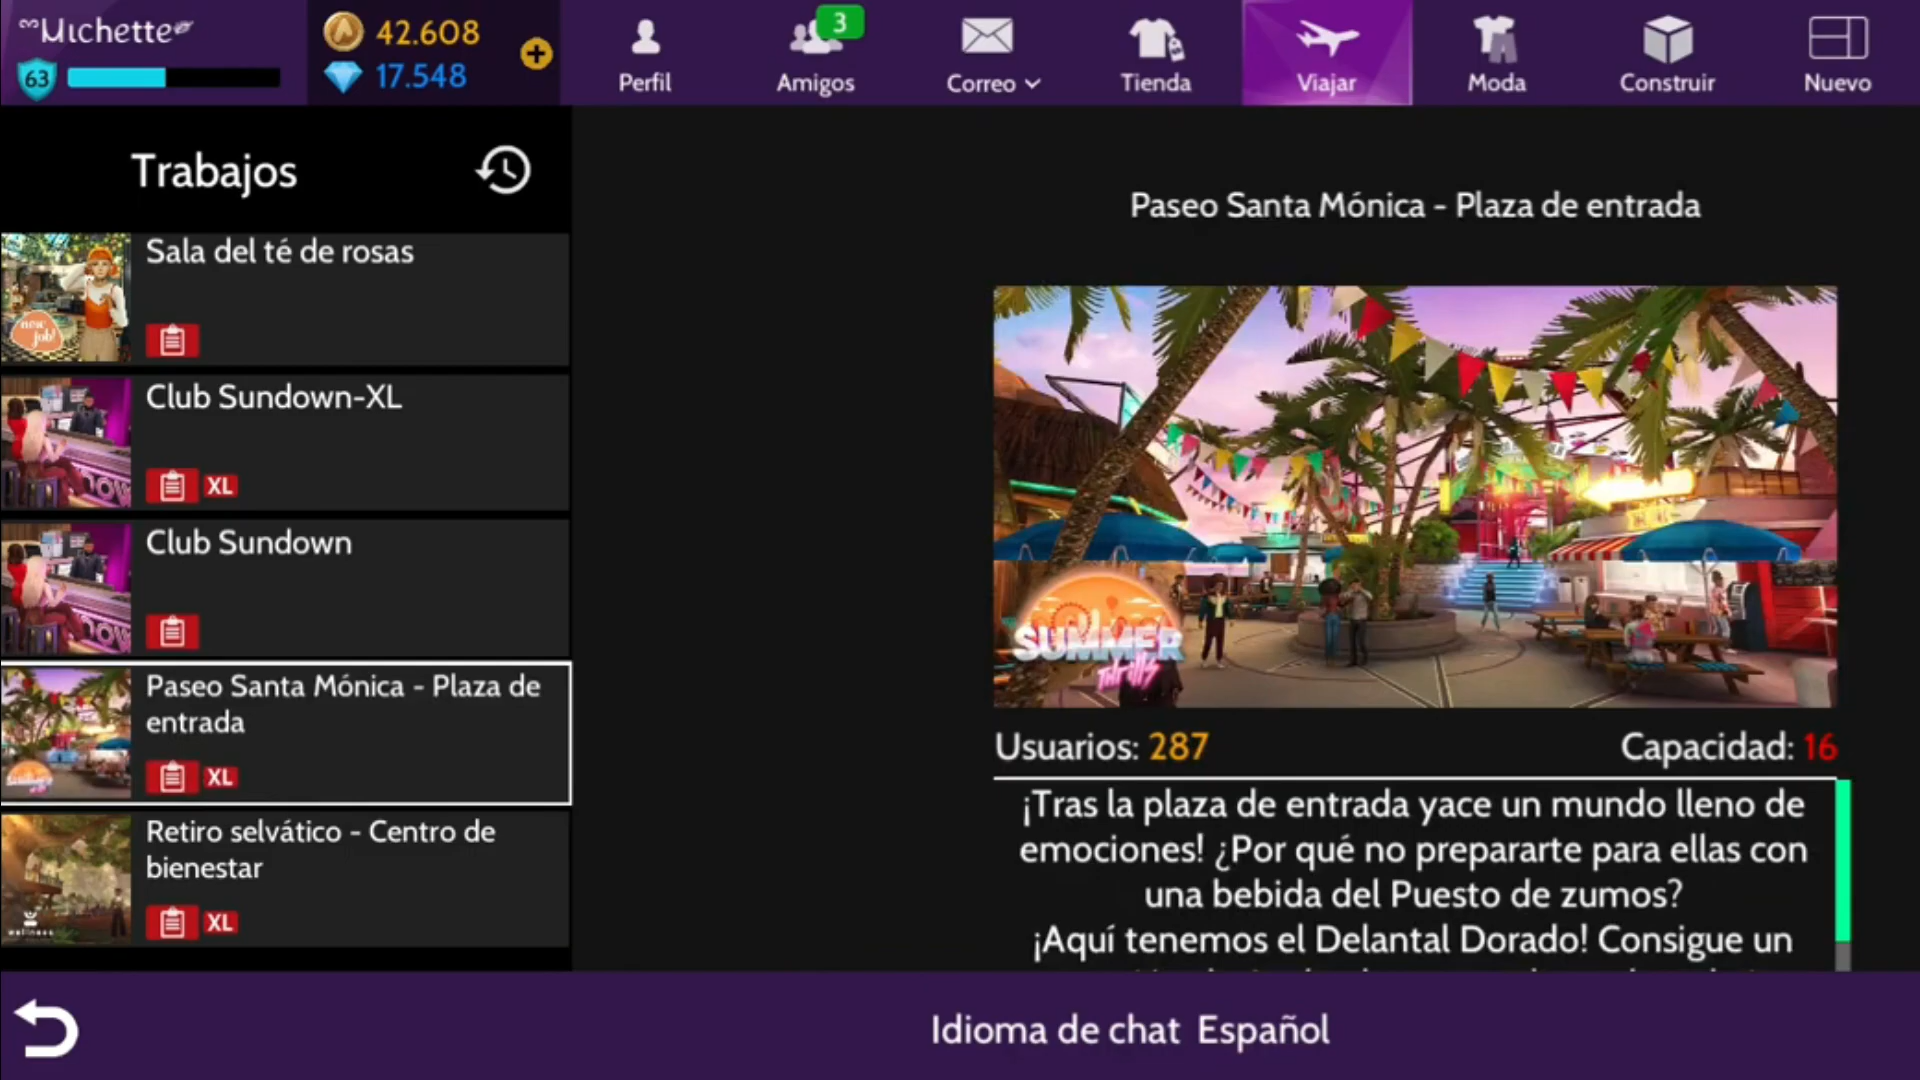 Michette
63
42.608
17.548
Perfil
3
Amigos
Correo
Tienda
Viajar
Moda
Construir
Nuevo
Trabajos
Sala del té de rosas
new
job!
Club Sundown-XL
XL
Club Sundown
Paseo Santa Mónica - Plaza de
entrada
XL
Retiro selvático - Centro de
bienestar
wellness
XL
Paseo Santa Mónica - Plaza de entrada
SUMMER
Thrills
Usuarios: 287
Capacidad: 16
¡Tras la plaza de entrada yace un mundo lleno de
emociones! ¿Por qué no prepararte para ellas con
una bebida del Puesto de zumos?
¡Aquí tenemos el Delantal Dorado! Consigue un
Idioma de chat Español